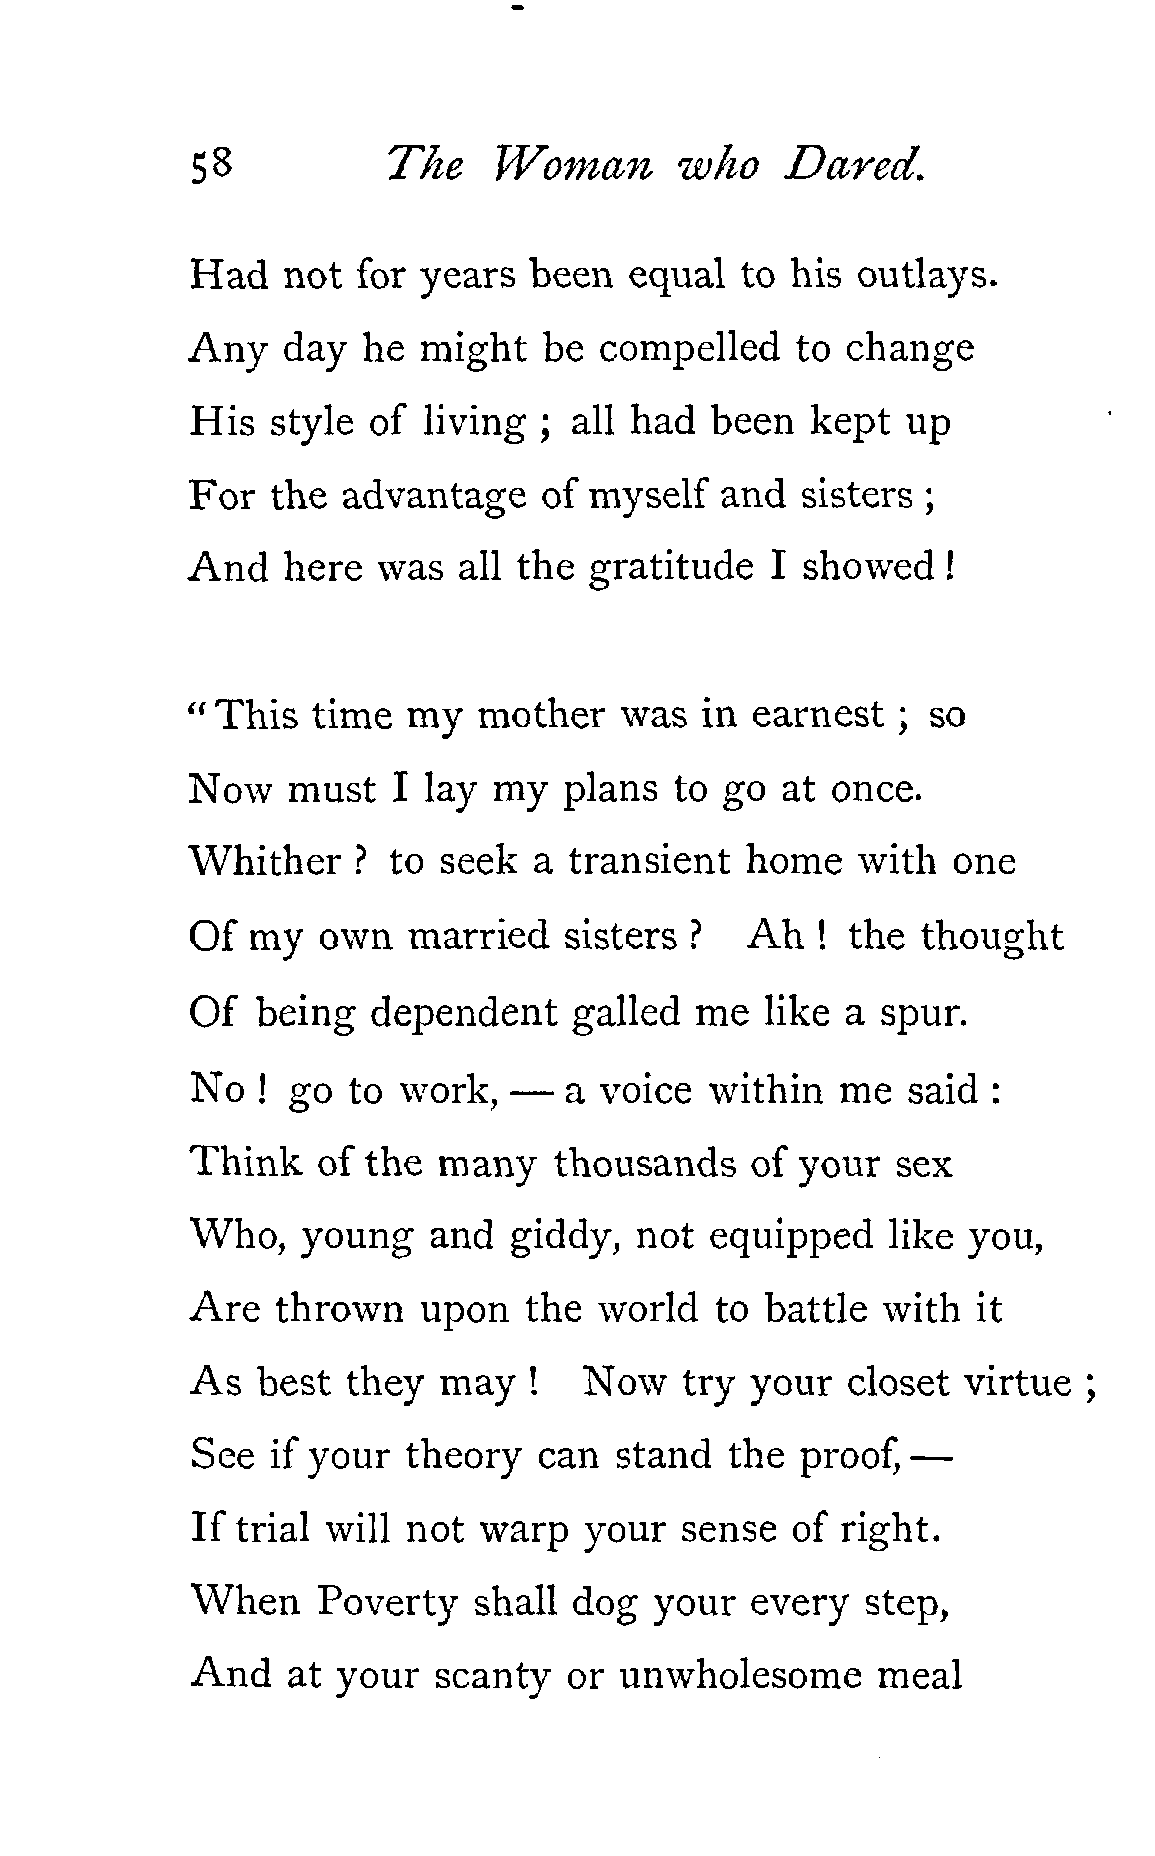 58 The Woman who Dared.
Had not for years been equal to his outlays.
Any day he might be compelled to change
His style of living ; all had been kept up
For the advantage of myself and sisters ;
And here was all the gratitude I showed !
“ This time my mother was in earnest ; so
Now must I lay my plans to go at once.
Whither ? to seek a transient home with one
Of my own married sisters ? Ah ! the thought
Of being dependent galled me like a spur.
No ! go to work, — a voice within me said :
Think of the many thousands of your sex
Who, young and giddy, not equipped like you,
Are thrown upon the world to battle with it
As best they may ! Now try your closet virtue ;
See if your theory can stand the proof, —
If trial will not warp your sense of right.
When Poverty shall dog your every step,
And at your scanty or unwholesome meal